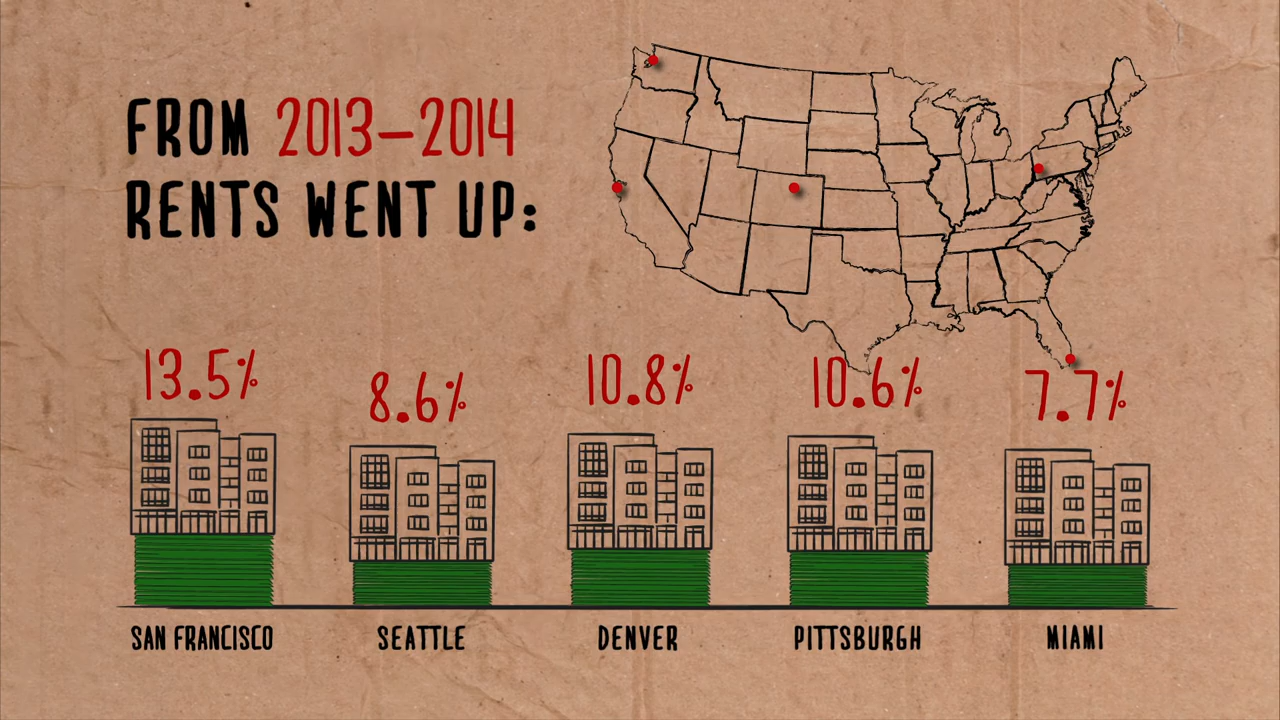 FROM 2013–2014
RENTS WENT UP:
13.5%
8.6%
10.8%
10.6%
7.7%
SAN FRANCISCO
SEATTLE
DENVER
PITTSBURGH
MIAMI